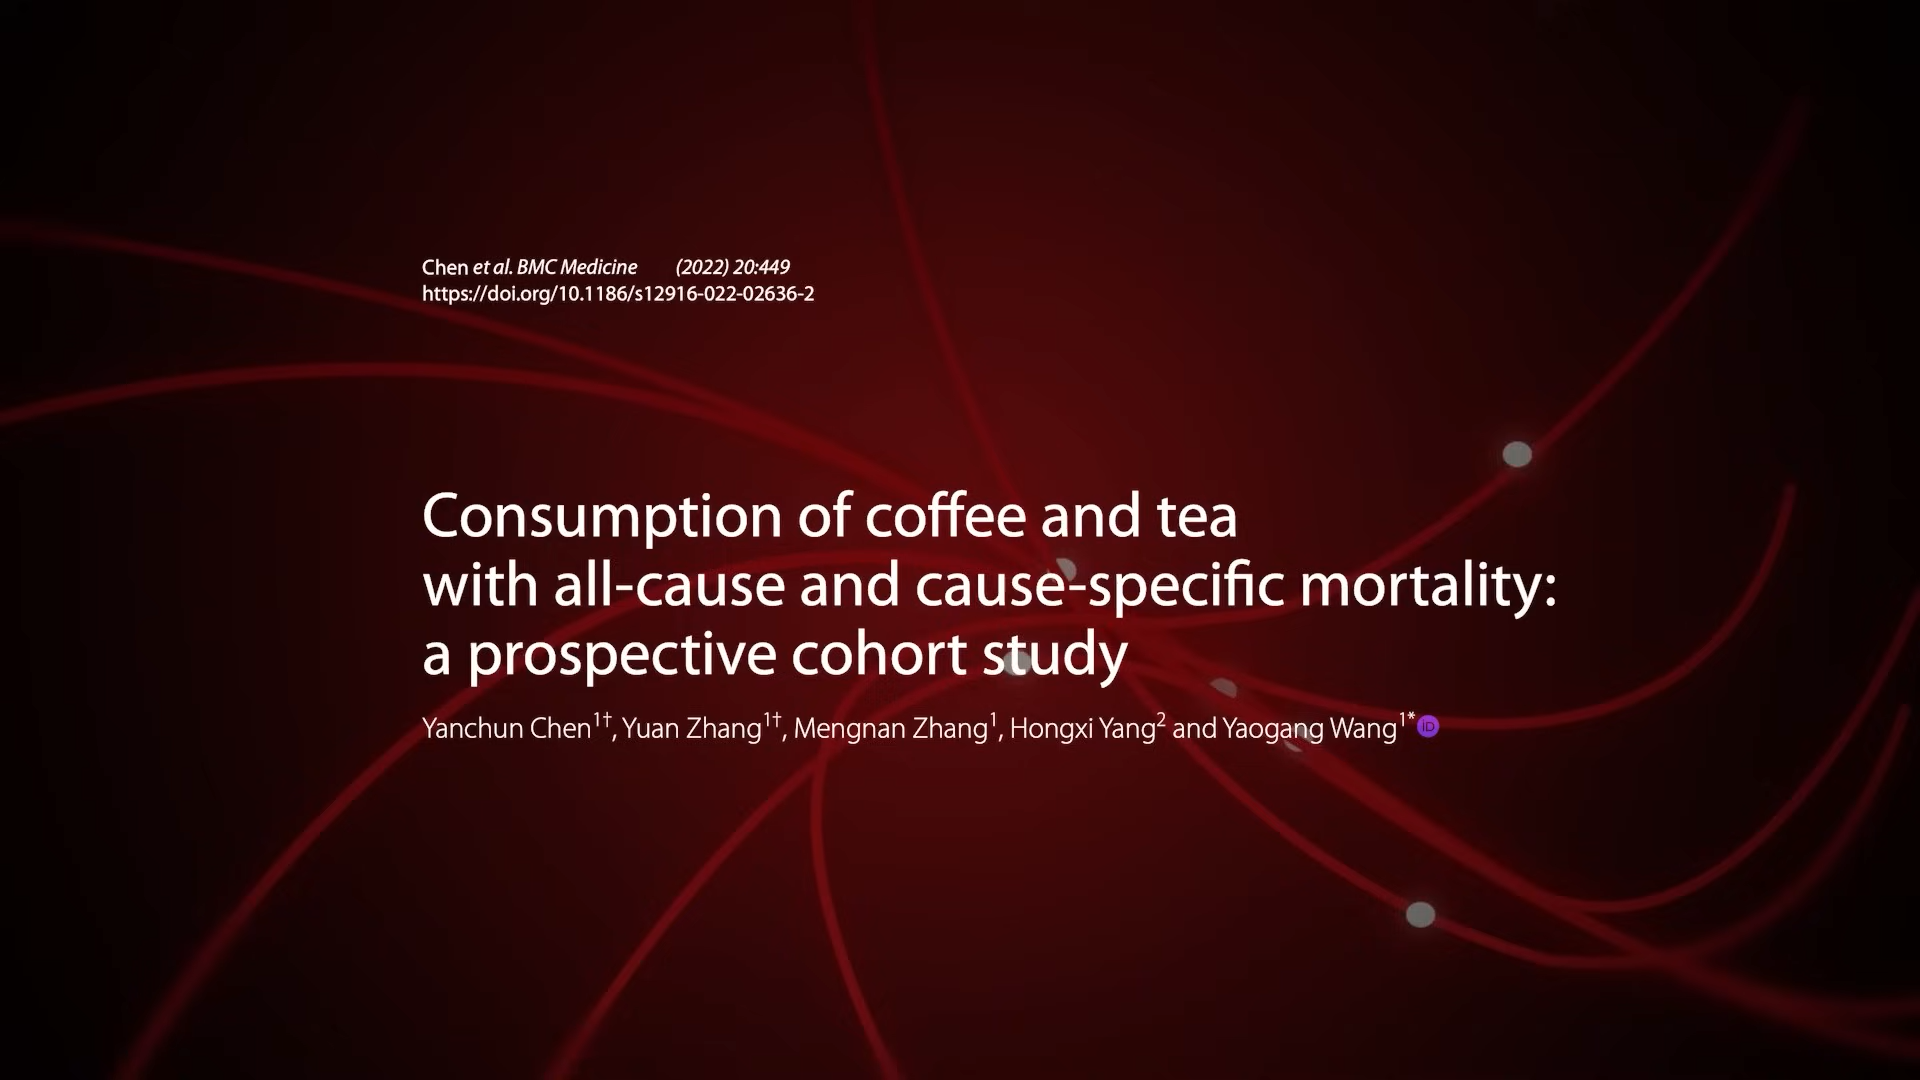 Chen et al. BMC Medicine (2022) 20:449
https://doi.org/10.1186/s12916-022-02636-2
Consumption of coffee and tea
with all-cause and cause-specific mortality:
a prospective cohort study
Yanchun Chen1†, Yuan Zhang1†, Mengnan Zhang1, Hongxi Yang2 and Yaogang Wang1* iD